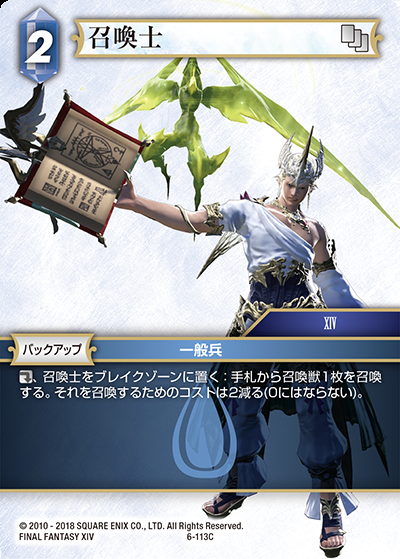 2
召喚士
XIV
バックアップ
一般兵
、召喚士をブレイクゾーンに置く：手札から召喚獣1枚を召喚
する。それを召喚するためのコストは2減る(0にはならない)。
© 2010 - 2018 SQUARE ENIX CO., LTD. All Rights Reserved.
FINAL FANTASY XIV
6-113C